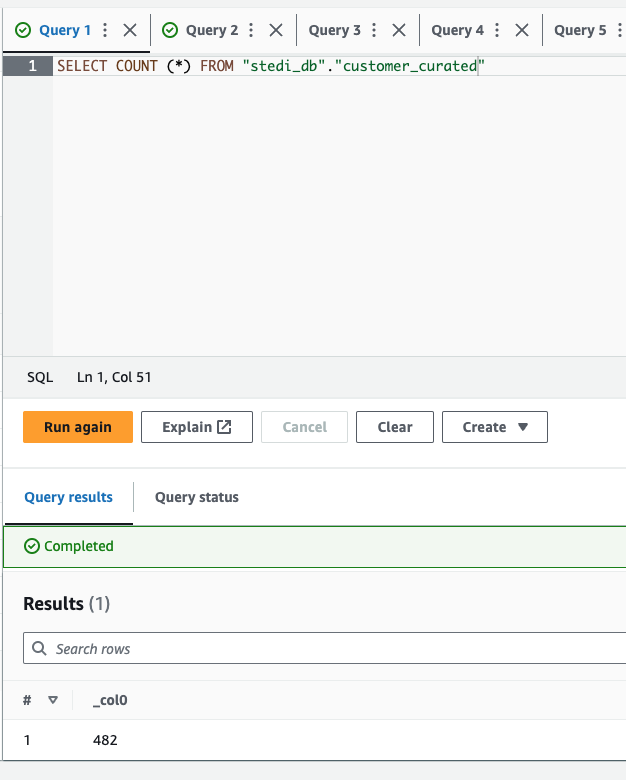 Query 1 Query 2 Query 3 Query 4 Query 5
1 SELECT COUNT (*) FROM "stedi_db"."customer_curated"
SQL Ln 1, Col 51
Run again Explain Cancel Clear Create
Query results Query status
Completed
Results (1)
Search rows
# _col0
1 482